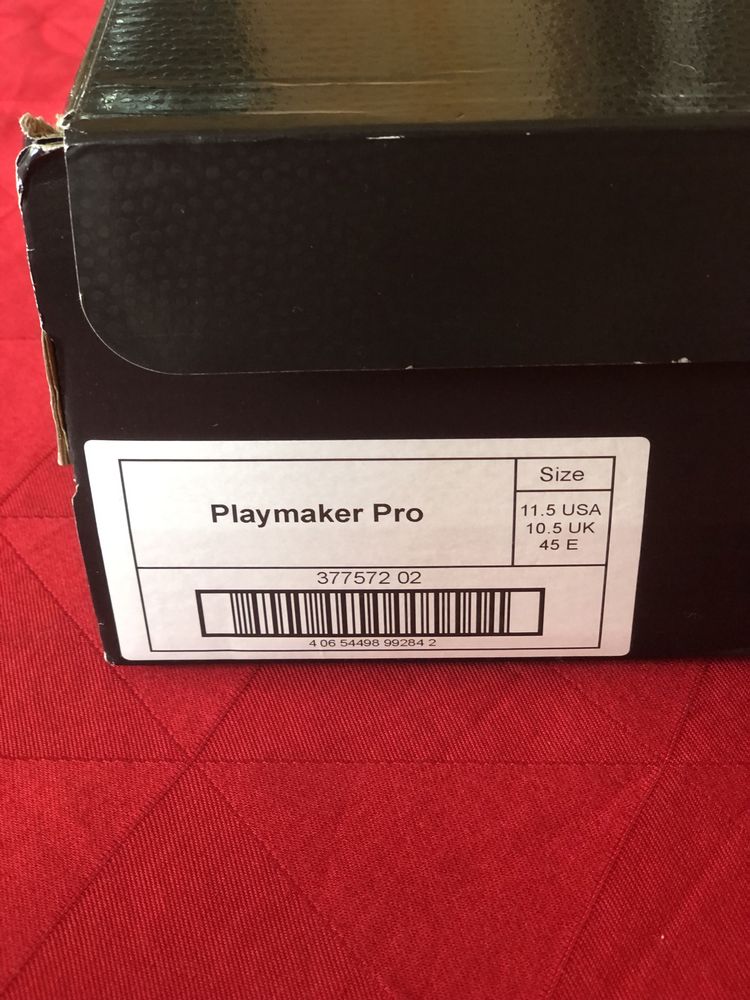 Playmaker Pro
Size
11.5 USA
10.5 UK
45 E
377572 02
4 06 54498 99284 2